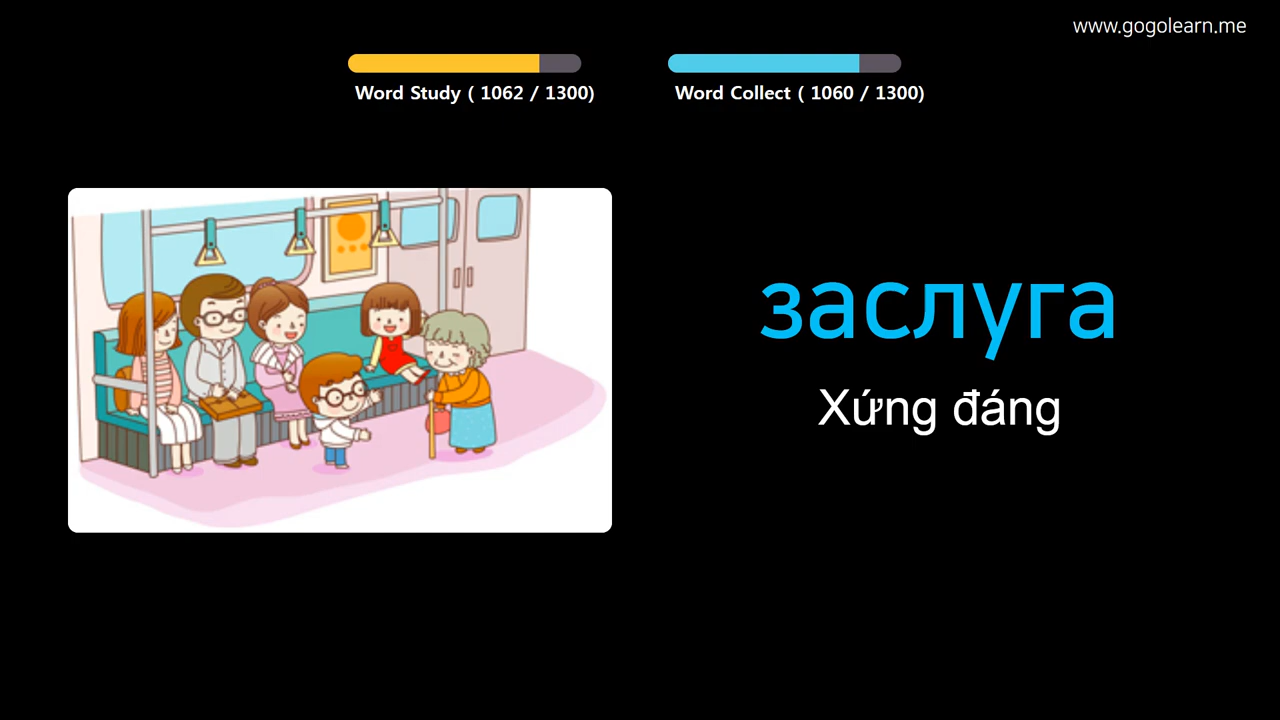 www.gogolearn.me
Word Study ( 1062 / 1300)
Word Collect ( 1060 / 1300)
заслуга
Xứng đáng